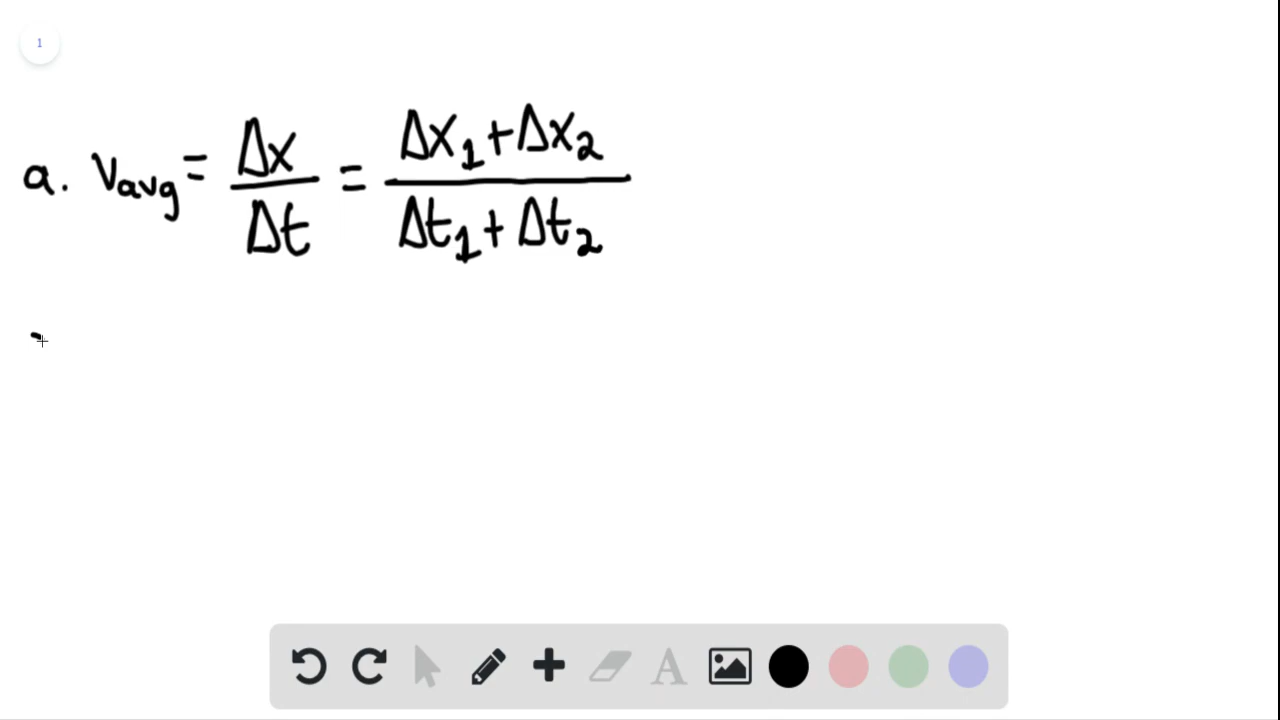 1
a. Vavg = Δx/Δt = (Δx₁+Δx₂)/(Δt₁+Δt₂)
A